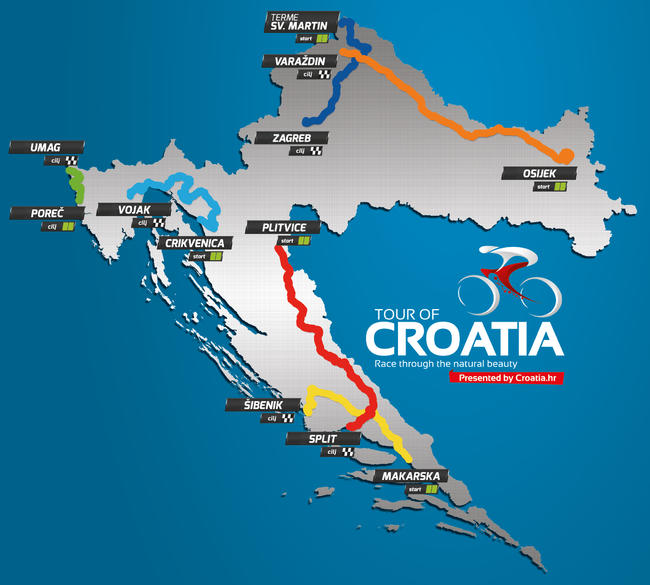 TERME
SV. MARTIN
start
VARAŽDIN
cilj
ZAGREB
cilj
OSIJEK
start
UMAG
cilj
POREČ
cilj
VOJAK
cilj
CRIKVENICA
start
PLITVICE
start
TOUR OF
CROATIA
Race through the natural beauty
Presented by Croatia.hr
ŠIBENIK
cilj
SPLIT
cilj
MAKARSKA
start